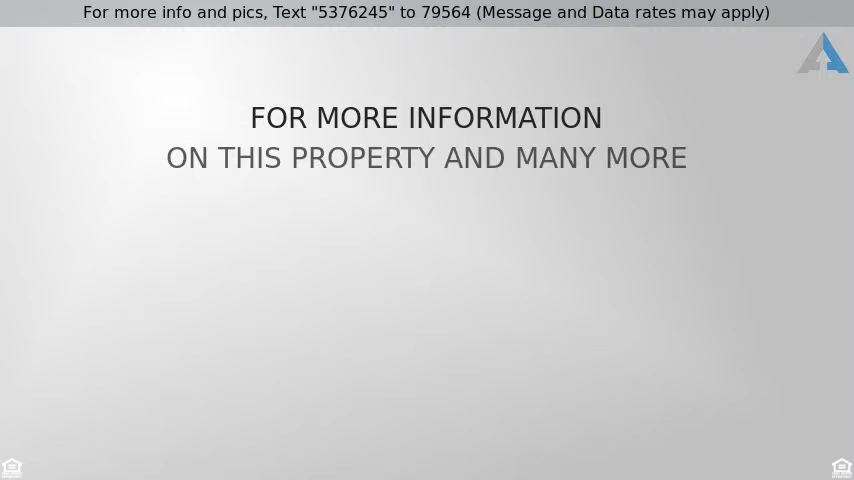 For more info and pics, Text "5376245" to 79564 (Message and Data rates may apply)
FOR MORE INFORMATION
ON THIS PROPERTY AND MANY MORE